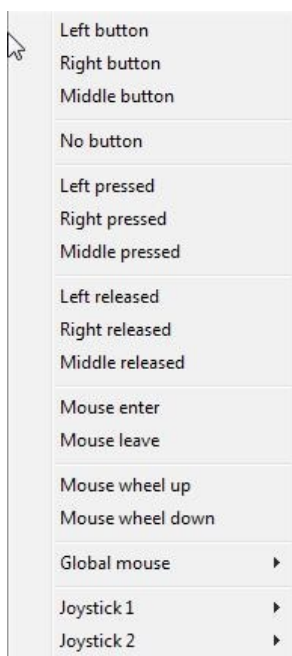 Left button
Right button
Middle button
No button
Left pressed
Right pressed
Middle pressed
Left released
Right released
Middle released
Mouse enter
Mouse leave
Mouse wheel up
Mouse wheel down
Global mouse
Joystick 1
Joystick 2